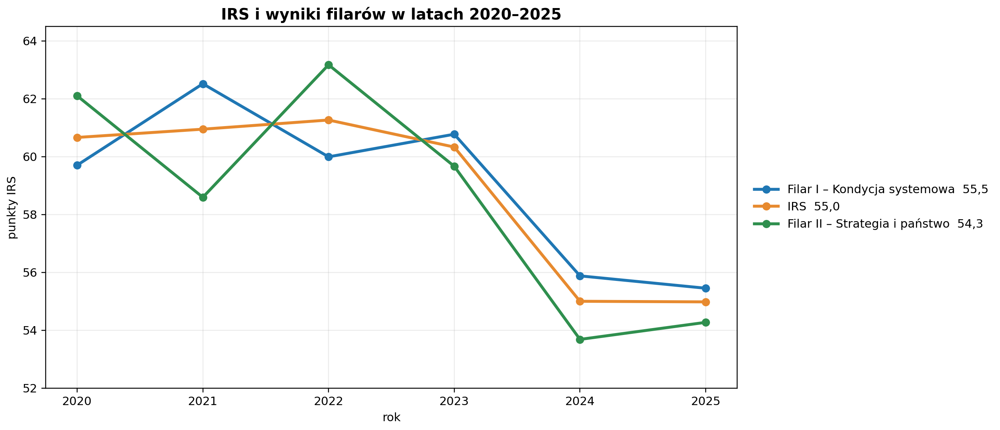 IRS i wyniki filarów w latach 2020–2025
punkty IRS
64
62
60
58
56
54
52
2020 2021 2022 2023 2024 2025
rok
Filar I – Kondycja systemowa 55,5
IRS 55,0
Filar II – Strategia i państwo 54,3